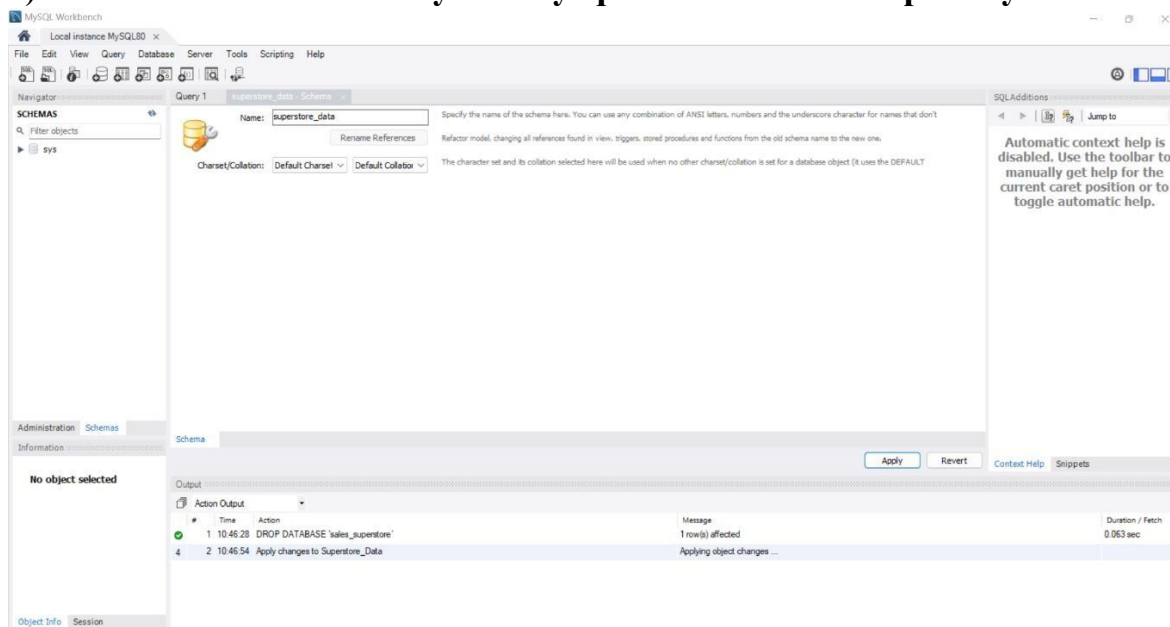 MySQL Workbench
Local instance MySQL80
File Edit View Query Database Server Tools Scripting Help
Navigator
SCHEMAS
Filter objects
sys
Administration Schemas
Information
No object selected
Object Info Session
Query 1 superstore_data - Schema
Name: superstore_data
Specify the name of the schema here. You can use any combination of ANSI letters, numbers and the underscore character for names that don't
Rename References
Refactor model, changing all references found in view, triggers, stored procedures and functions from the old schema name to the new one.
Charset/Collation: Default Charset Default Collation
The character set and its collation selected here will be used when no other charset/collation is set for a database object (it uses the DEFAULT
Schema
Apply Revert
SQLAdditions
Jump to
Automatic context help is
disabled. Use the toolbar to
manually get help for the
current caret position or to
toggle automatic help.
Context Help Snippets
Output
Action Output
# Time Action Message Duration / Fetch
1 10:46:28 DROP DATABASE `sales_superstore` 1 row(s) affected 0.063 sec
4 2 10:46:54 Apply changes to Superstore_Data Applying object changes ...